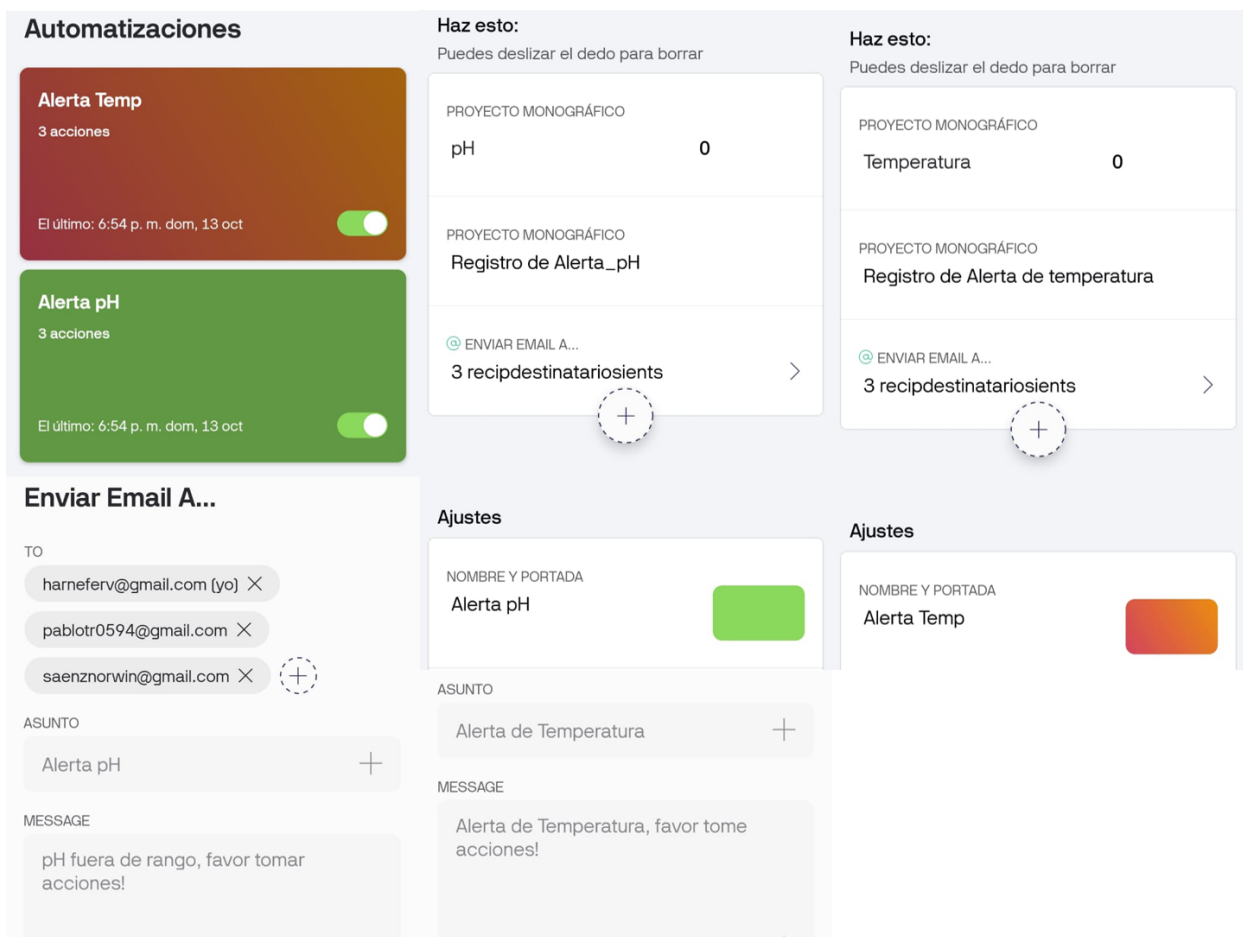 Automatizaciones
Alerta Temp
3 acciones
El último: 6:54 p. m. dom, 13 oct
Alerta pH
3 acciones
El último: 6:54 p. m. dom, 13 oct
Haz esto:
Puedes deslizar el dedo para borrar
PROYECTO MONOGRÁFICO
pH 0
PROYECTO MONOGRÁFICO
Registro de Alerta_pH
@ ENVIAR EMAIL A...
3 recipdestinatariosients
Ajustes
NOMBRE Y PORTADA
Alerta pH
Haz esto:
Puedes deslizar el dedo para borrar
PROYECTO MONOGRÁFICO
Temperatura 0
PROYECTO MONOGRÁFICO
Registro de Alerta de temperatura
@ ENVIAR EMAIL A...
3 recipdestinatariosients
Ajustes
NOMBRE Y PORTADA
Alerta Temp
Enviar Email A...
TO
harneferv@gmail.com (yo)
pablotr0594@gmail.com
saenznorwin@gmail.com
ASUNTO
Alerta pH
MESSAGE
pH fuera de rango, favor tomar
acciones!
ASUNTO
Alerta de Temperatura
MESSAGE
Alerta de Temperatura, favor tome
acciones!